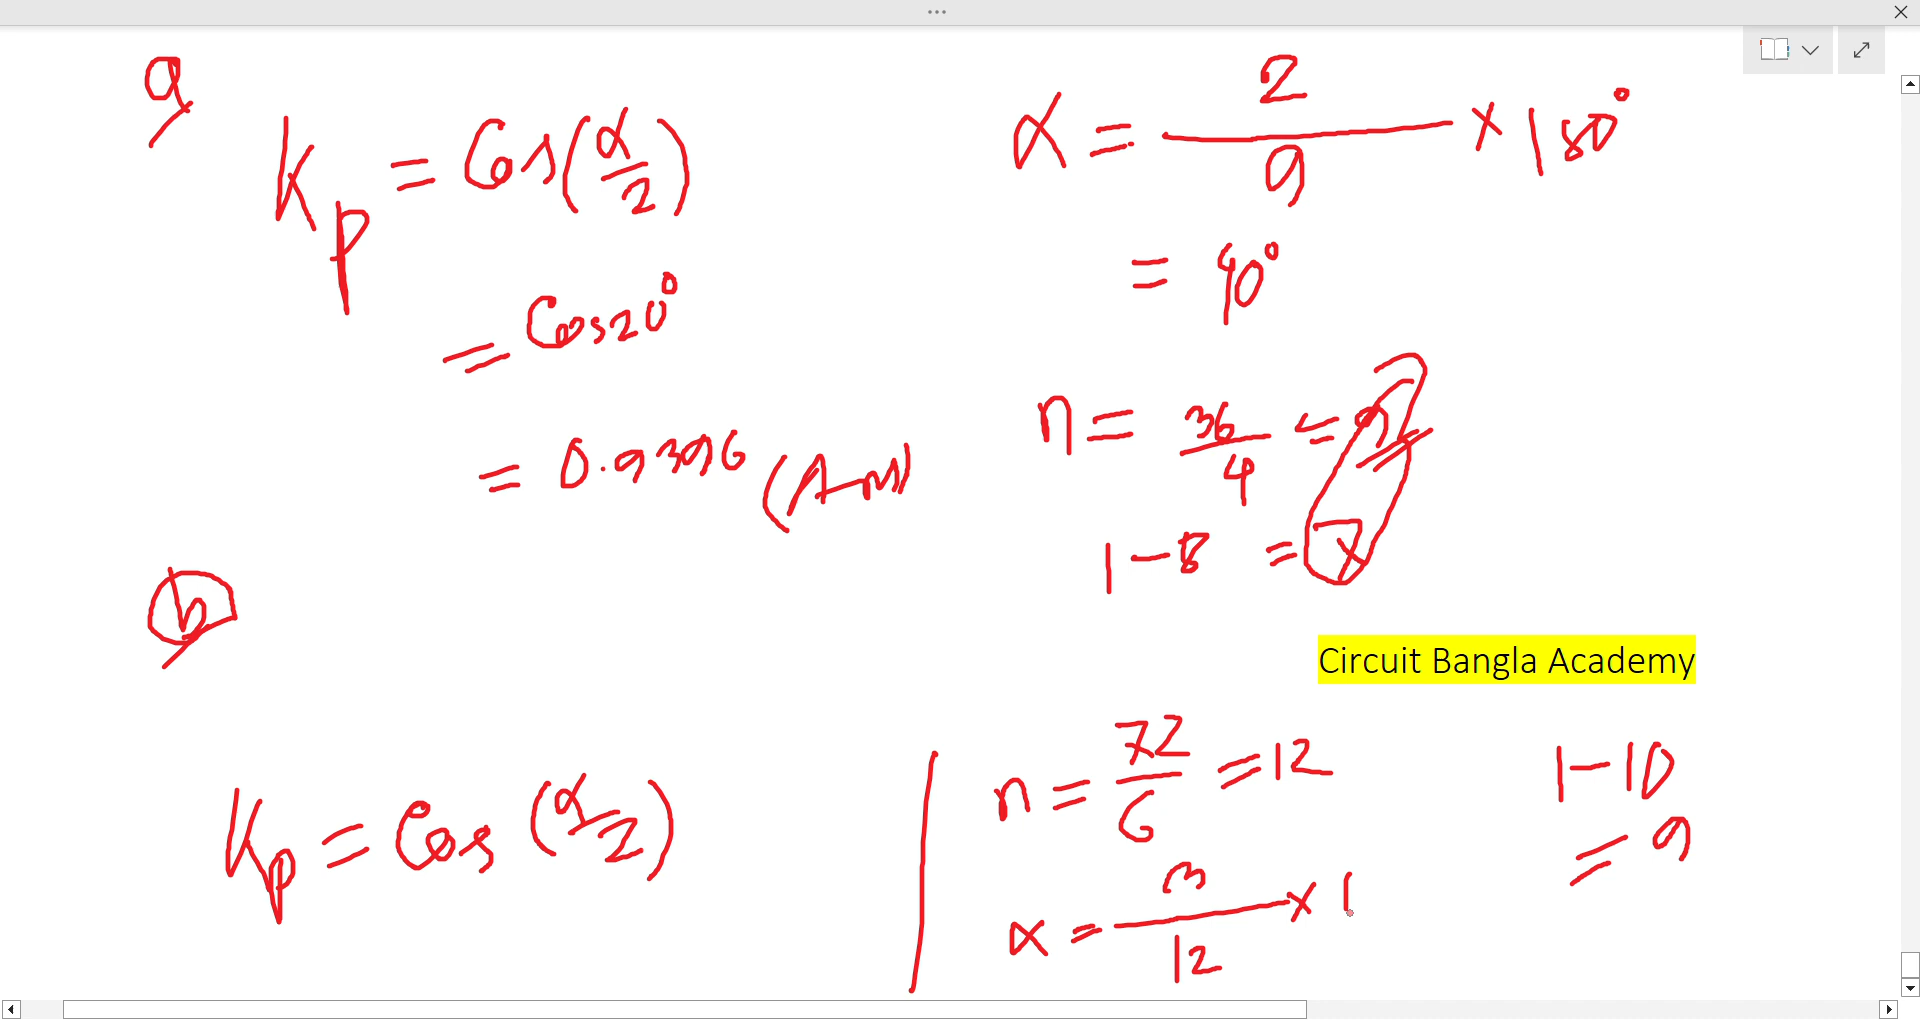 a
Kp = Cos(α/2)
= Cos20°
= 0.9396 (Ans)
α = 2/9 × 180°
= 40°
n = 36/4 = 9
1 - 8 = 7
b
Circuit Bangla Academy
Kp = Cos (α/2)
n = 72/6 = 12
α = 3/12 × 1
1 - 10
= 9